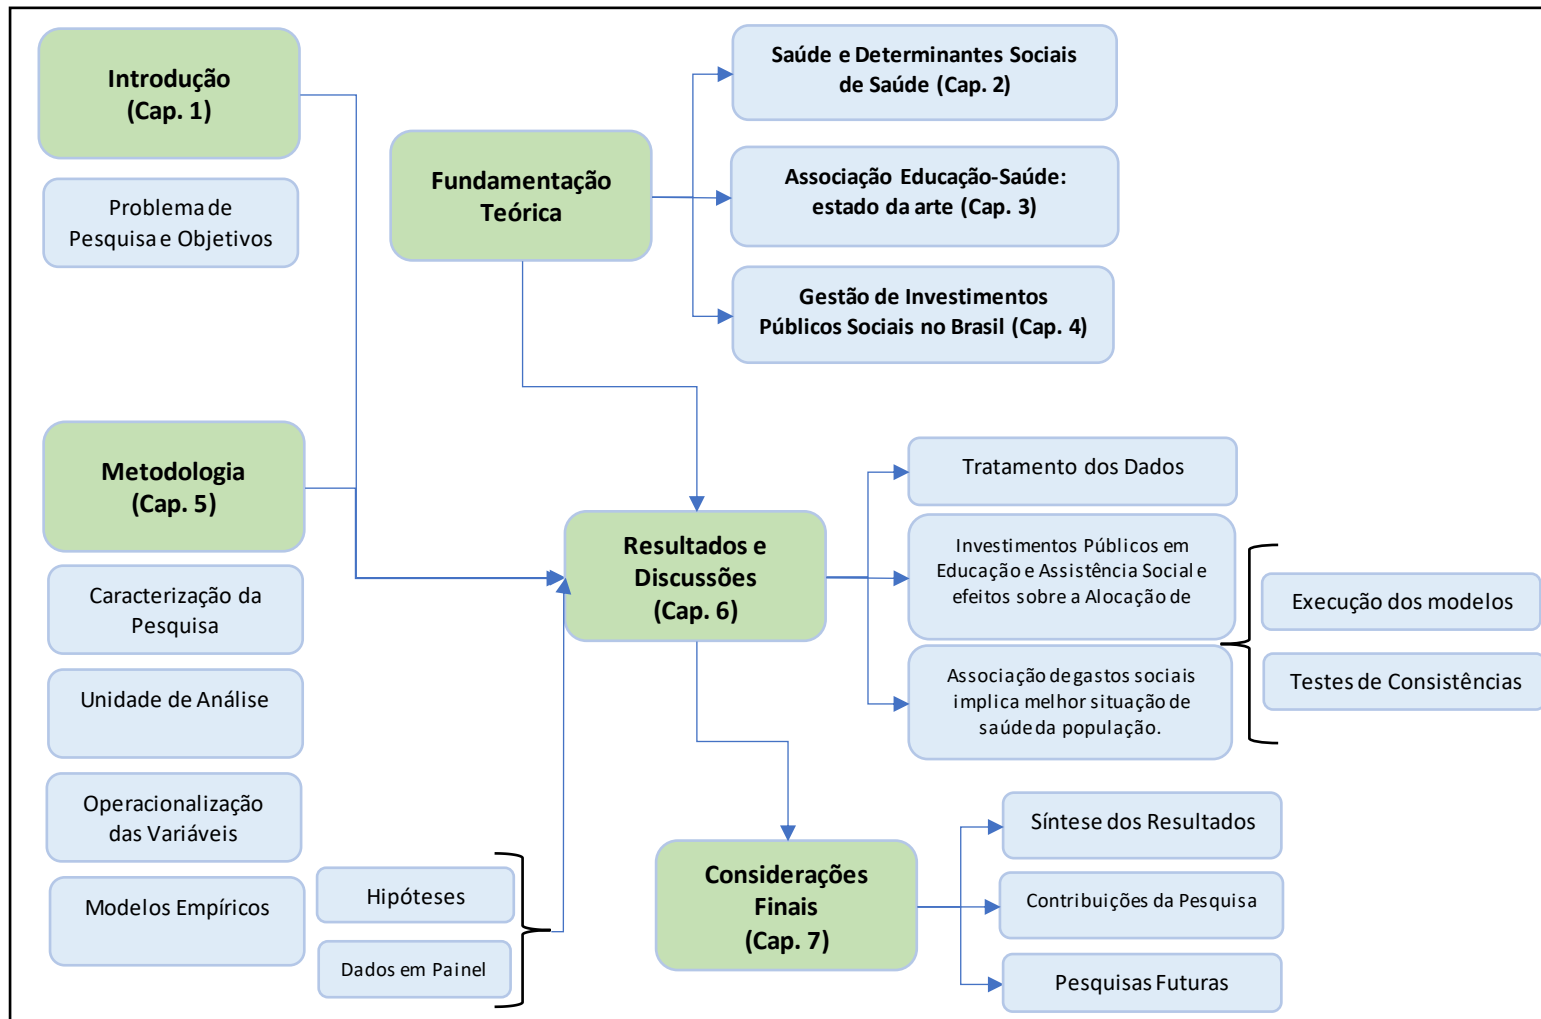 Introdução
(Cap. 1)
Problema de
Pesquisa e Objetivos
Fundamentação
Teórica
Saúde e Determinantes Sociais
de Saúde (Cap. 2)
Associação Educação-Saúde:
estado da arte (Cap. 3)
Gestão de Investimentos
Públicos Sociais no Brasil (Cap. 4)
Metodologia
(Cap. 5)
Caracterização da
Pesquisa
Unidade de Análise
Operacionalização
das Variáveis
Modelos Empíricos
Hipóteses
Dados em Painel
Resultados e
Discussões
(Cap. 6)
Tratamento dos Dados
Investimentos Públicos em
Educação e Assistência Social e
efeitos sobre a Alocação de
Associação de gastos sociais
implica melhor situação de
saúde da população.
Execução dos modelos
Testes de Consistências
Considerações
Finais
(Cap. 7)
Síntese dos Resultados
Contribuições da Pesquisa
Pesquisas Futuras